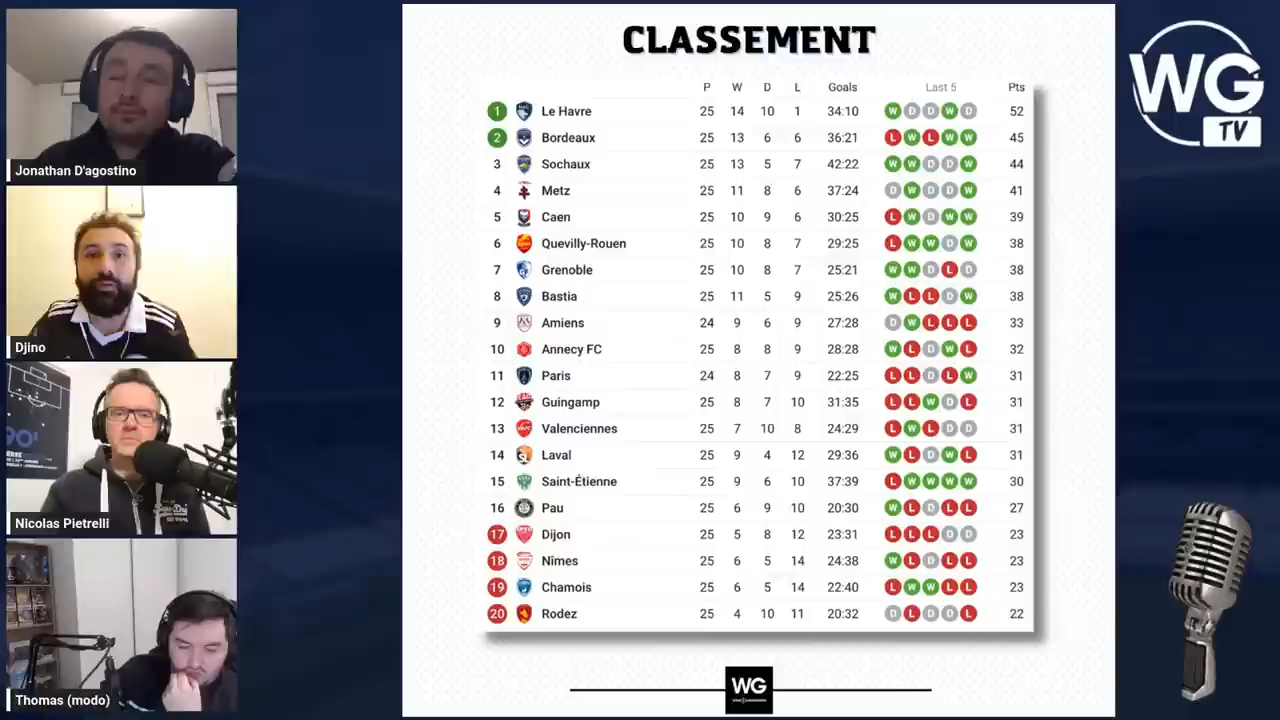 CLASSEMENT
P W D L Goals Last 5 Pts
1 Le Havre 25 14 10 1 34:10 W D D W D 52
2 Bordeaux 25 13 6 6 36:21 L W L W W 45
3 Sochaux 25 13 5 7 42:22 W W D D W 44
4 Metz 25 11 8 6 37:24 D W D D W 41
5 Caen 25 10 9 6 30:25 L W D W W 39
6 Quevilly-Rouen 25 10 8 7 29:25 L W W D W 38
7 Grenoble 25 10 8 7 25:21 W W D L D 38
8 Bastia 25 11 5 9 25:26 W L L D W 38
9 Amiens 24 9 6 9 27:28 D W L L L 33
10 Annecy FC 25 8 8 9 28:28 W L D W L 32
11 Paris 24 8 7 9 22:25 L L D L W 31
12 Guingamp 25 8 7 10 31:35 L L W D L 31
13 Valenciennes 25 7 10 8 24:29 L W L D D 31
14 Laval 25 9 4 12 29:36 W L D W L 31
15 Saint-Étienne 25 9 6 10 37:39 L W W W W 30
16 Pau 25 6 9 10 20:30 W L D L L 27
17 Dijon 25 5 8 12 23:31 L L L D D 23
18 Nîmes 25 6 5 14 24:38 W L D L L 23
19 Chamois 25 6 5 14 22:40 L W W L L 23
20 Rodez 25 4 10 11 20:32 D L D D L 22
WG
WG
TV
Jonathan D'agostino
Djino
90'
Nicolas Pietrelli
Thomas (modo)